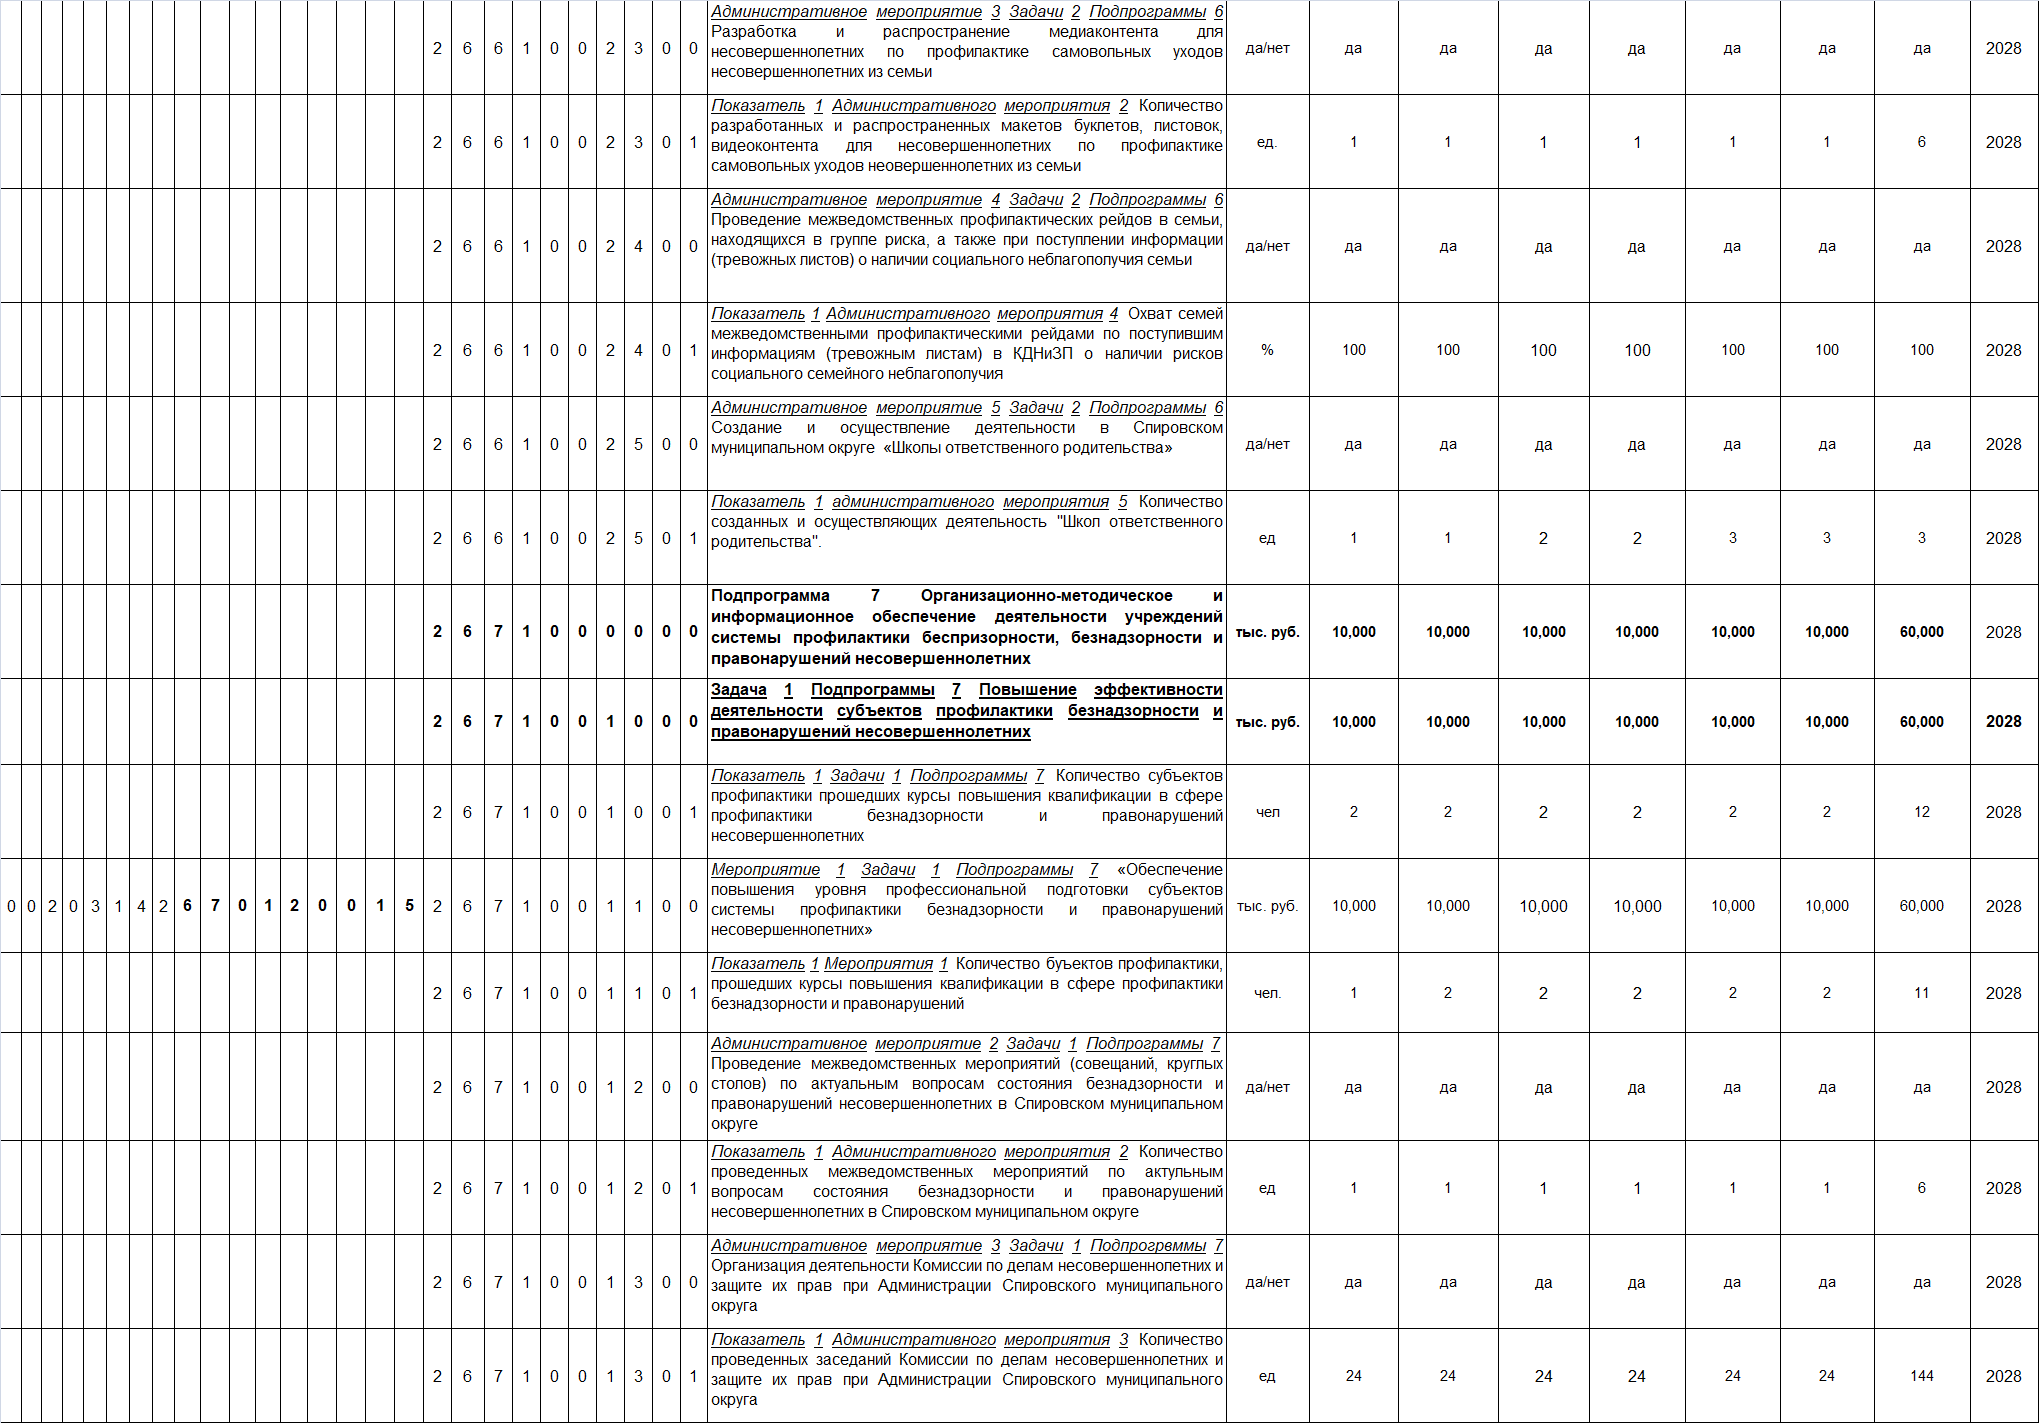 Административное мероприятие 3 Задачи 2 Подпрограммы 6
Разработка и распространение медиаконтента для
несовершеннолетних по профилактике самовольных уходов
несовершеннолетних из семьи
2 6 6 1 0 0 2 3 0 0 да/нет да да да да да да да 2028
Показатель 1 Административного мероприятия 2 Количество
разработанных и распространенных макетов буклетов, листовок,
видеоконтента для несовершеннолетних по профилактике
самовольных уходов неовершеннолетних из семьи
2 6 6 1 0 0 2 3 0 1 ед. 1 1 1 1 1 1 6 2028
Административное мероприятие 4 Задачи 2 Подпрограммы 6
Проведение межведомственных профилактических рейдов в семьи,
находящихся в группе риска, а также при поступлении информации
(тревожных листов) о наличии социального неблагополучия семьи
2 6 6 1 0 0 2 4 0 0 да/нет да да да да да да да 2028
Показатель 1 Административного мероприятия 4 Охват семей
межведомственными профилактическими рейдами по поступившим
информациям (тревожным листам) в КДНиЗП о наличии рисков
социального семейного неблагополучия
2 6 6 1 0 0 2 4 0 1 % 100 100 100 100 100 100 100 2028
Административное мероприятие 5 Задачи 2 Подпрограммы 6
Создание и осуществление деятельности в Спировском
муниципальном округе «Школы ответственного родительства»
2 6 6 1 0 0 2 5 0 0 да/нет да да да да да да да 2028
Показатель 1 административного мероприятия 5 Количество
созданных и осуществляющих деятельность "Школ ответственного
родительства".
2 6 6 1 0 0 2 5 0 1 ед 1 1 2 2 3 3 3 2028
Подпрограмма 7 Организационно-методическое и
информационное обеспечение деятельности учреждений
системы профилактики беспризорности, безнадзорности и
правонарушений несовершеннолетних
2 6 7 1 0 0 0 0 0 0 тыс. руб. 10,000 10,000 10,000 10,000 10,000 10,000 60,000 2028
Задача 1 Подпрограммы 7 Повышение эффективности
деятельности субъектов профилактики безнадзорности и
правонарушений несовершеннолетних
2 6 7 1 0 0 1 0 0 0 тыс. руб. 10,000 10,000 10,000 10,000 10,000 10,000 60,000 2028
Показатель 1 Задачи 1 Подпрограммы 7 Количество субъектов
профилактики прошедших курсы повышения квалификации в сфере
профилактики безнадзорности и правонарушений
несовершеннолетних
2 6 7 1 0 0 1 0 0 1 чел 2 2 2 2 2 2 12 2028
Мероприятие 1 Задачи 1 Подпрограммы 7 «Обеспечение
повышения уровня профессиональной подготовки субъектов
системы профилактики безнадзорности и правонарушений
несовершеннолетних»
0 0 2 0 3 1 4 2 6 7 0 1 2 0 0 1 5 2 6 7 1 0 0 1 1 0 0 тыс. руб. 10,000 10,000 10,000 10,000 10,000 10,000 60,000 2028
Показатель 1 Мероприятия 1 Количество буъектов профилактики,
прошедших курсы повышения квалификации в сфере профилактики
безнадзорности и правонарушений
2 6 7 1 0 0 1 1 0 1 чел. 1 2 2 2 2 2 11 2028
Административное мероприятие 2 Задачи 1 Подпрограммы 7
Проведение межведомственных мероприятий (совещаний, круглых
столов) по актуальным вопросам состояния безнадзорности и
правонарушений несовершеннолетних в Спировском муниципальном
округе
2 6 7 1 0 0 1 2 0 0 да/нет да да да да да да да 2028
Показатель 1 Административного мероприятия 2 Количество
проведенных межведомственных мероприятий по актульным
вопросам состояния безнадзорности и правонарушений
несовершеннолетних в Спировском муниципальном округе
2 6 7 1 0 0 1 2 0 1 ед 1 1 1 1 1 1 6 2028
Административное мероприятие 3 Задачи 1 Подпрогрвммы 7
Организация деятельности Комиссии по делам несовершеннолетних и
защите их прав при Администрации Спировского муниципального
округа
2 6 7 1 0 0 1 3 0 0 да/нет да да да да да да да 2028
Показатель 1 Административного мероприятия 3 Количество
проведенных заседаний Комиссии по делам несовершеннолетних и
защите их прав при Администрации Спировского муниципального
округа
2 6 7 1 0 0 1 3 0 1 ед 24 24 24 24 24 24 144 2028